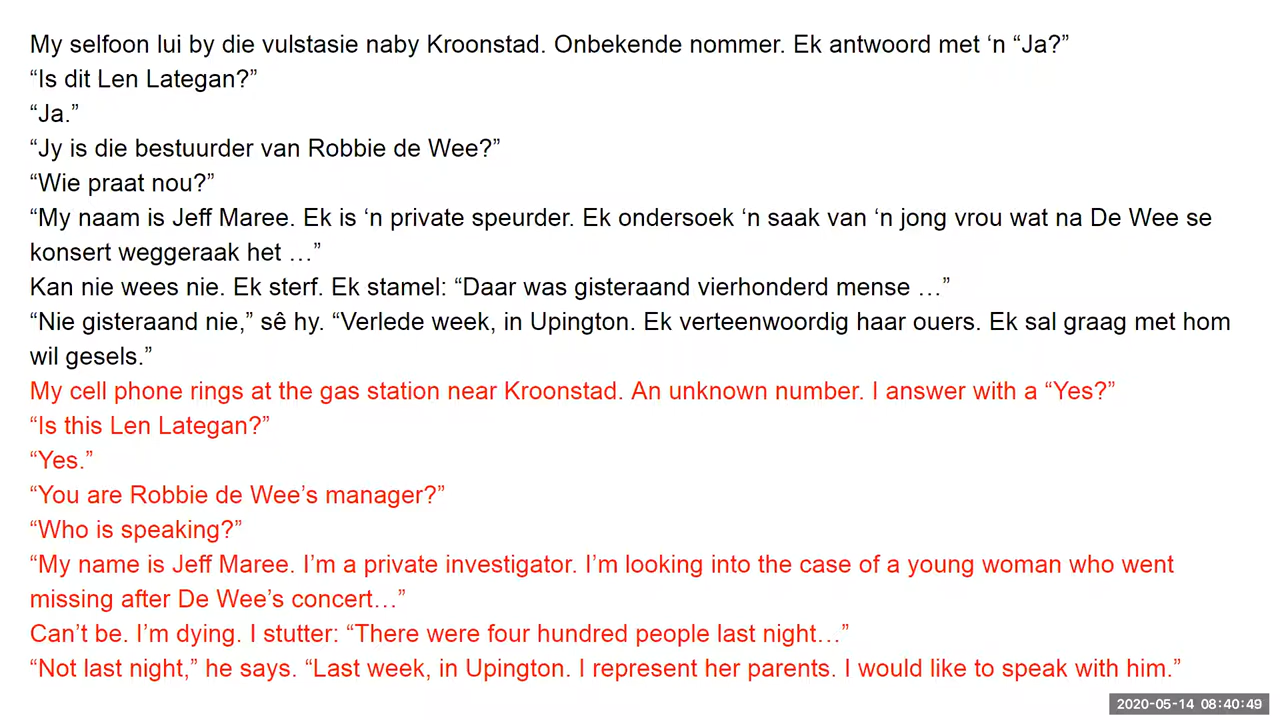 My selfoon lui by die vulstasie naby Kroonstad. Onbekende nommer. Ek antwoord met ‘n “Ja?”
“Is dit Len Lategan?”
“Ja.”
“Jy is die bestuurder van Robbie de Wee?”
“Wie praat nou?”
“My naam is Jeff Maree. Ek is ‘n private speurder. Ek ondersoek ‘n saak van ‘n jong vrou wat na De Wee se
konsert weggeraak het …”
Kan nie wees nie. Ek sterf. Ek stamel: “Daar was gisteraand vierhonderd mense …”
“Nie gisteraand nie,” sê hy. “Verlede week, in Upington. Ek verteenwoordig haar ouers. Ek sal graag met hom
wil gesels.”
My cell phone rings at the gas station near Kroonstad. An unknown number. I answer with a “Yes?”
“Is this Len Lategan?”
“Yes.”
“You are Robbie de Wee’s manager?”
“Who is speaking?”
“My name is Jeff Maree. I’m a private investigator. I’m looking into the case of a young woman who went
missing after De Wee’s concert…”
Can’t be. I’m dying. I stutter: “There were four hundred people last night…”
“Not last night,” he says. “Last week, in Upington. I represent her parents. I would like to speak with him.”
2020-05-14 08:40:49